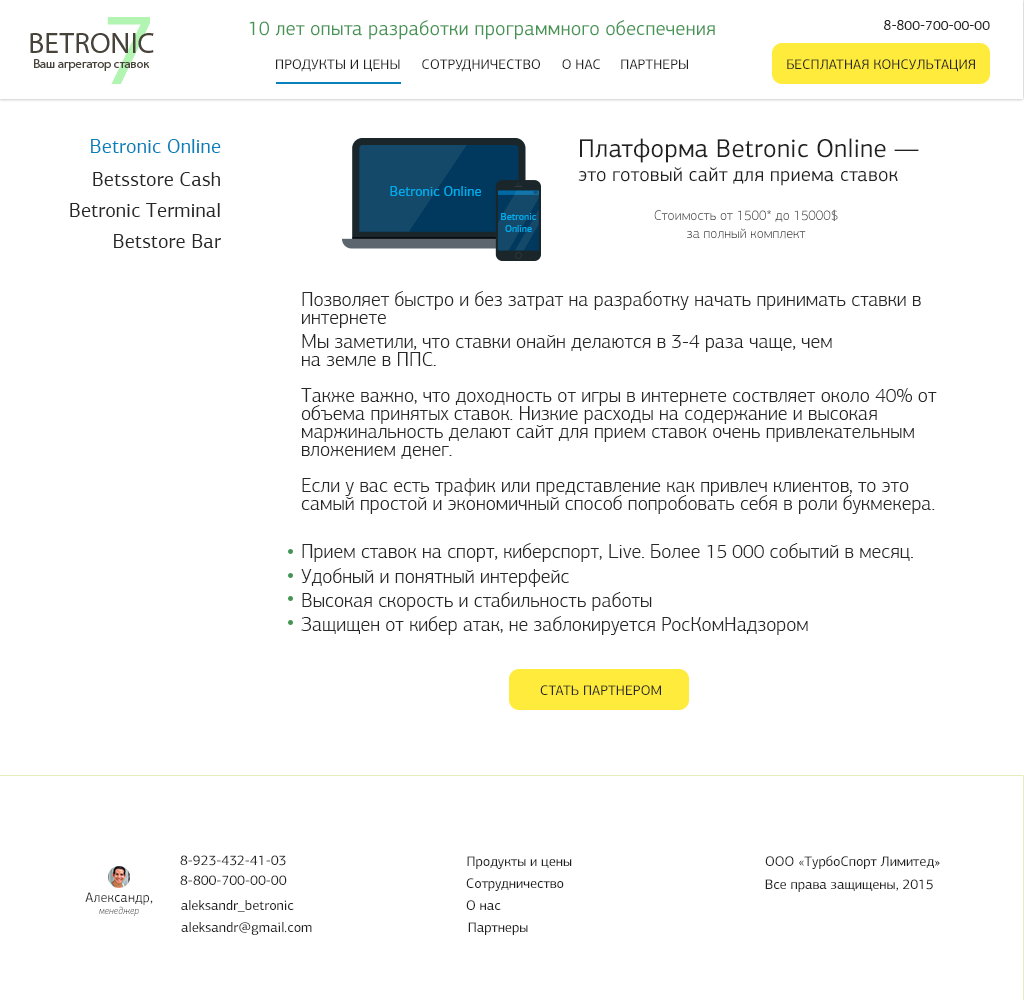 7
BETRONIC
Ваш агрегатор ставок
10 лет опыта разработки программного обеспечения
8-800-700-00-00
ПРОДУКТЫ И ЦЕНЫ СОТРУДНИЧЕСТВО О НАС ПАРТНЕРЫ
БЕСПЛАТНАЯ КОНСУЛЬТАЦИЯ
Betronic Online
Betsstore Cash
Betronic Terminal
Betstore Bar
Betronic Online
Betronic
Online
Платформа Betronic Online —
это готовый сайт для приема ставок
Стоимость от 1500* до 15000$
за полный комплект
Позволяет быстро и без затрат на разработку начать принимать ставки в
интернете
Мы заметили, что ставки онайн делаются в 3-4 раза чаще, чем
на земле в ППС.
Также важно, что доходность от игры в интернете соствляет около 40% от
объема принятых ставок. Низкие расходы на содержание и высокая
маржинальность делают сайт для прием ставок очень привлекательным
вложением денег.
Если у вас есть трафик или представление как привлеч клиентов, то это
самый простой и экономичный способ попробовать себя в роли букмекера.
• Прием ставок на спорт, киберспорт, Live. Более 15 000 событий в месяц.
• Удобный и понятный интерфейс
• Высокая скорость и стабильность работы
• Защищен от кибер атак, не заблокируется РосКомНадзором
СТАТЬ ПАРТНЕРОМ
Александр,
менеджер
8-923-432-41-03
8-800-700-00-00
aleksandr_betronic
aleksandr@gmail.com
Продукты и цены
Сотрудничество
О нас
Партнеры
ООО «ТурбоСпорт Лимитед»
Все права защищены, 2015